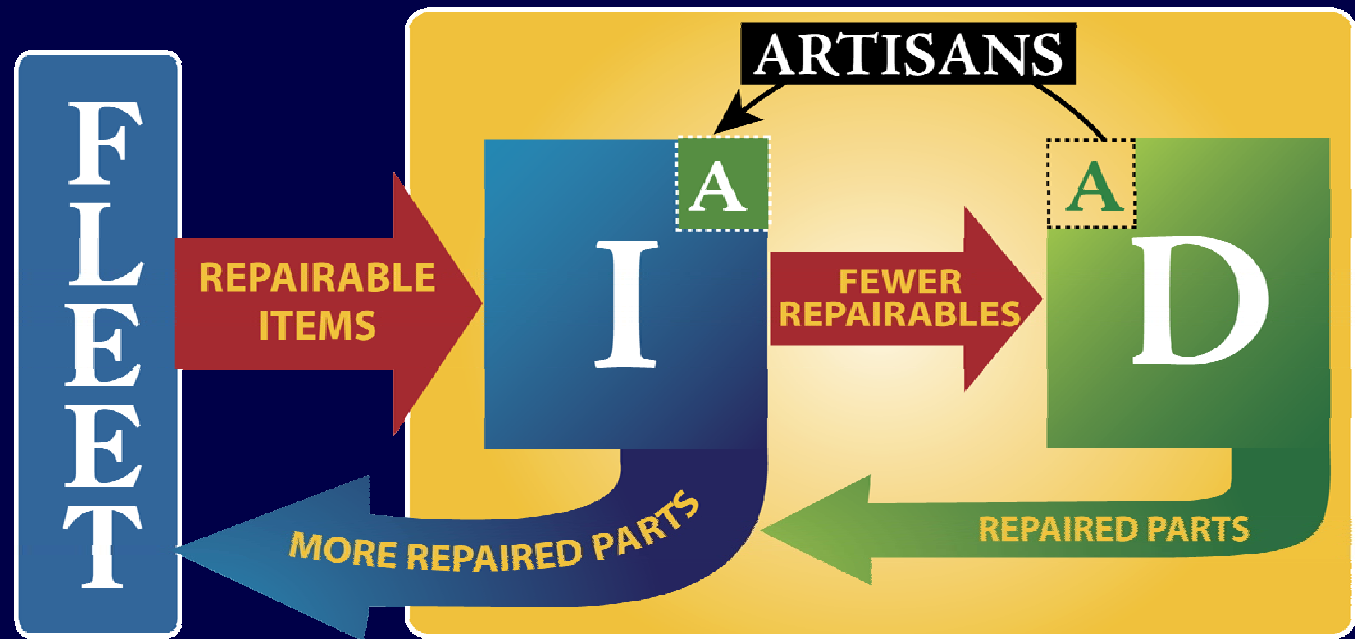 FLEET
ARTISANS
REPAIRABLE
ITEMS
I
A
FEWER
REPAIRABLES
A
D
MORE REPAIRED PARTS
REPAIRED PARTS